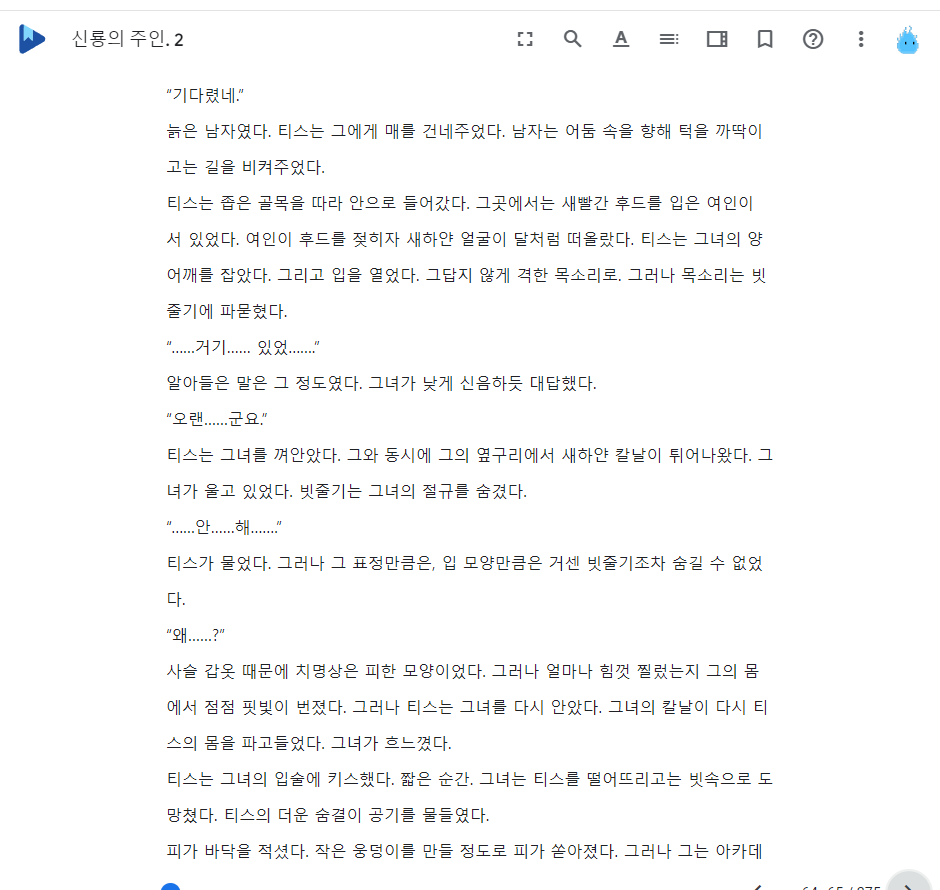 신룡의 주인. 2
“기다렸네.”
늙은 남자였다. 티스는 그에게 매를 건네주었다. 남자는 어둠 속을 향해 턱을 까딱이
고는 길을 비켜주었다.
티스는 좁은 골목을 따라 안으로 들어갔다. 그곳에서는 새빨간 후드를 입은 여인이
서 있었다. 여인이 후드를 젖히자 새하얀 얼굴이 달처럼 떠올랐다. 티스는 그녀의 양
어깨를 잡았다. 그리고 입을 열었다. 그답지 않게 격한 목소리로. 그러나 목소리는 빗
줄기에 파묻혔다.
“……거기…… 있었…….”
알아들은 말은 그 정도였다. 그녀가 낮게 신음하듯 대답했다.
“오랜……군요.”
티스는 그녀를 껴안았다. 그와 동시에 그의 옆구리에서 새하얀 칼날이 튀어나왔다. 그
녀가 울고 있었다. 빗줄기는 그녀의 절규를 숨겼다.
“……안……해…….”
티스가 물었다. 그러나 그 표정만큼은, 입 모양만큼은 거센 빗줄기조차 숨길 수 없었
다.
“왜……?”
사슬 갑옷 때문에 치명상은 피한 모양이었다. 그러나 얼마나 힘껏 찔렀는지 그의 몸
에서 점점 핏빛이 번졌다. 그러나 티스는 그녀를 다시 안았다. 그녀의 칼날이 다시 티
스의 몸을 파고들었다. 그녀가 흐느꼈다.
티스는 그녀의 입술에 키스했다. 짧은 순간. 그녀는 티스를 떨어뜨리고는 빗속으로 도
망쳤다. 티스의 더운 숨결이 공기를 물들였다.
피가 바닥을 적셨다. 작은 웅덩이를 만들 정도로 피가 쏟아졌다. 그러나 그는 아카데